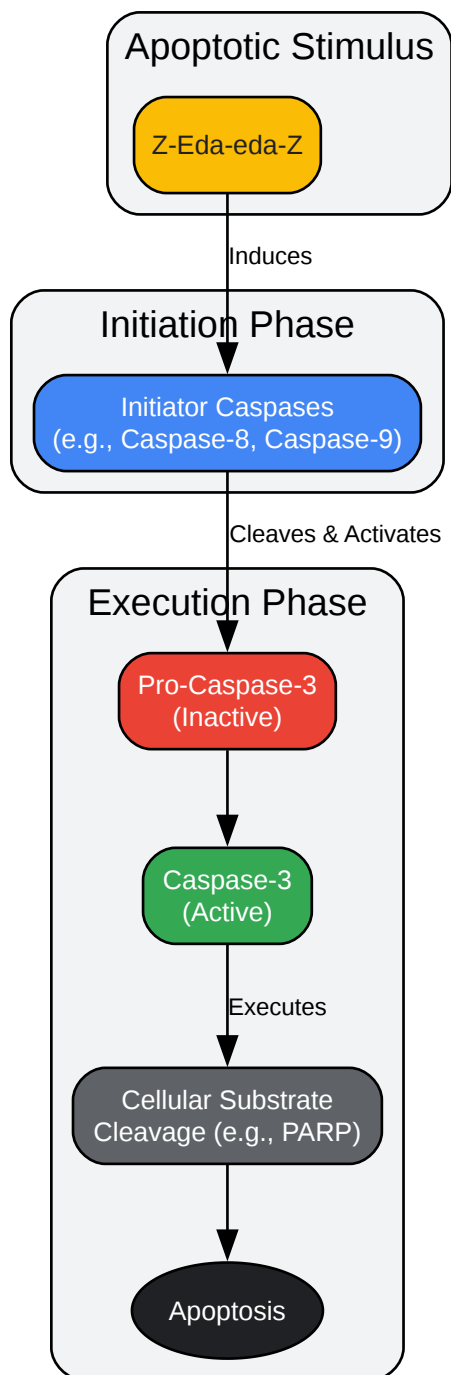 Apoptotic Stimulus
Z-Eda-eda-Z
Induces
Initiation Phase
Initiator Caspases
(e.g., Caspase-8, Caspase-9)
Cleaves & Activates
Execution Phase
Pro-Caspase-3
(Inactive)
Caspase-3
(Active)
Executes
Cellular Substrate
Cleavage (e.g., PARP)
Apoptosis